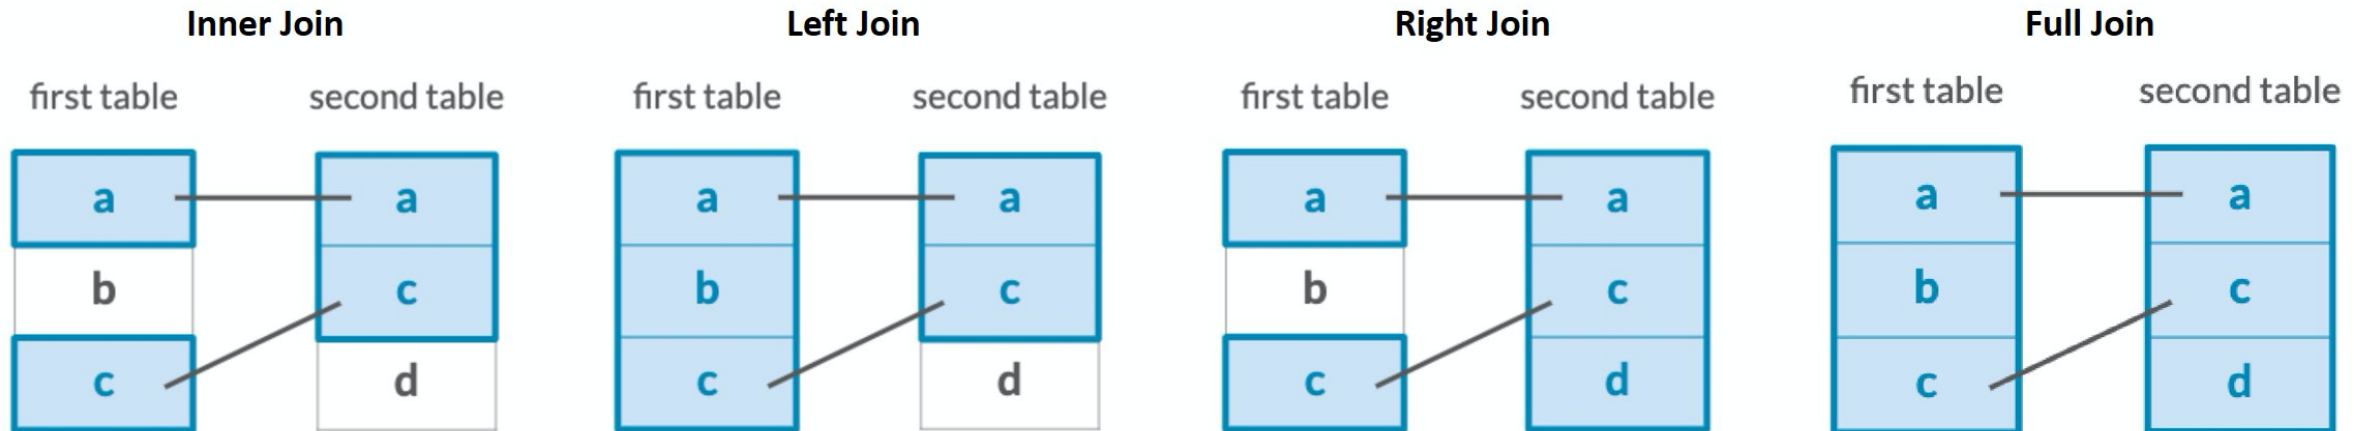 Inner Join
first table
second table
a
b
c
a
c
d
Left Join
first table
second table
a
b
c
a
c
d
Right Join
first table
second table
a
b
c
a
c
d
Full Join
first table
second table
a
b
c
a
c
d